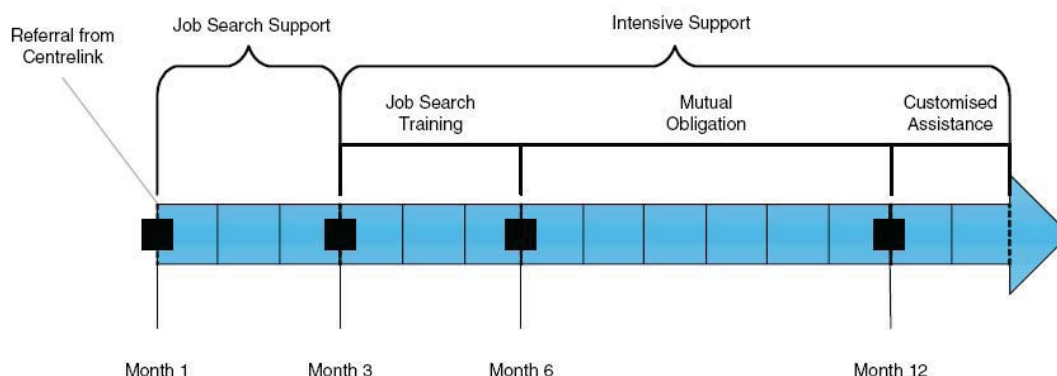 Referral from
Centrelink
Job Search Support
Intensive Support
Job Search
Training
Mutual
Obligation
Customised
Assistance
Month 1
Month 3
Month 6
Month 12